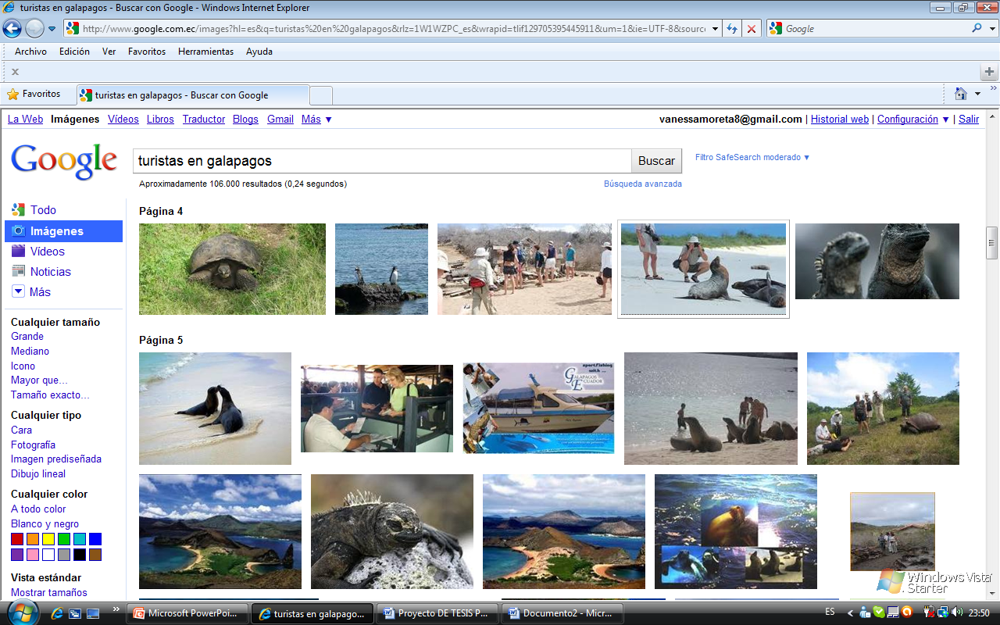 turistas en galapagos - Buscar con Google - Windows Internet Explorer
http://www.google.com.ec/images?hl=es&q=turistas%20en%20galapagos&rlz=1W1WZPC_es&wrapid=tlif129705395445911&um=1&ie=UTF-8&sourc
Google
Archivo Edición Ver Favoritos Herramientas Ayuda
x
Favoritos
turistas en galapagos - Buscar con Google
La Web Imágenes Vídeos Libros Traductor Blogs Gmail Más ▼
vanessamoreta8@gmail.com | Historial web | Configuración ▼ | Salir
Google
turistas en galapagos
Buscar
Filtro SafeSearch moderado ▼
Aproximadamente 106.000 resultados (0,24 segundos)
Búsqueda avanzada
Todo
Imágenes
Vídeos
Noticias
Más
Cualquier tamaño
Grande
Mediano
Icono
Mayor que...
Tamaño exacto...
Cualquier tipo
Cara
Fotografía
Imagen prediseñada
Dibujo lineal
Cualquier color
A todo color
Blanco y negro
Vista estándar
Mostrar tamaños
Página 4
Página 5
sportfishing
with ...
GALAPAGOS
ECUADOR
Windows Vista
Starter
Microsoft PowerPoi...
turistas en galapago...
Proyecto DE TESIS P...
Documento2 - Micr...
ES
23:50